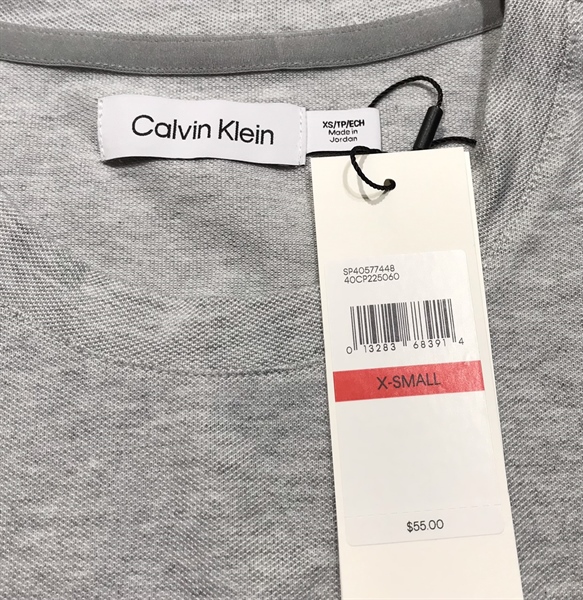 Calvin Klein
XS/TP/ECH
Made in
Jordan
SP40577448
40CP225060
0 13283 68391 4
X-SMALL
$55.00